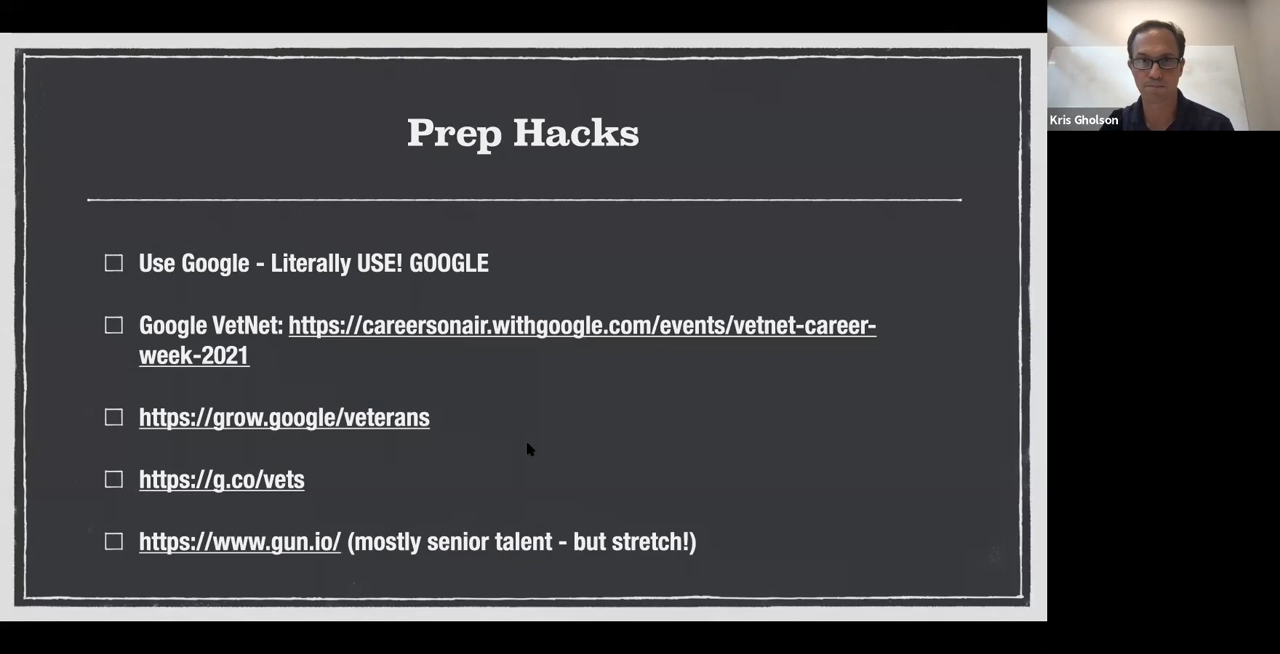 Prep Hacks
Use Google - Literally USE! GOOGLE
Google VetNet: https://careersonair.withgoogle.com/events/vetnet-career-
week-2021
https://grow.google/veterans
https://g.co/vets
https://www.gun.io/ (mostly senior talent - but stretch!)
Kris Gholson